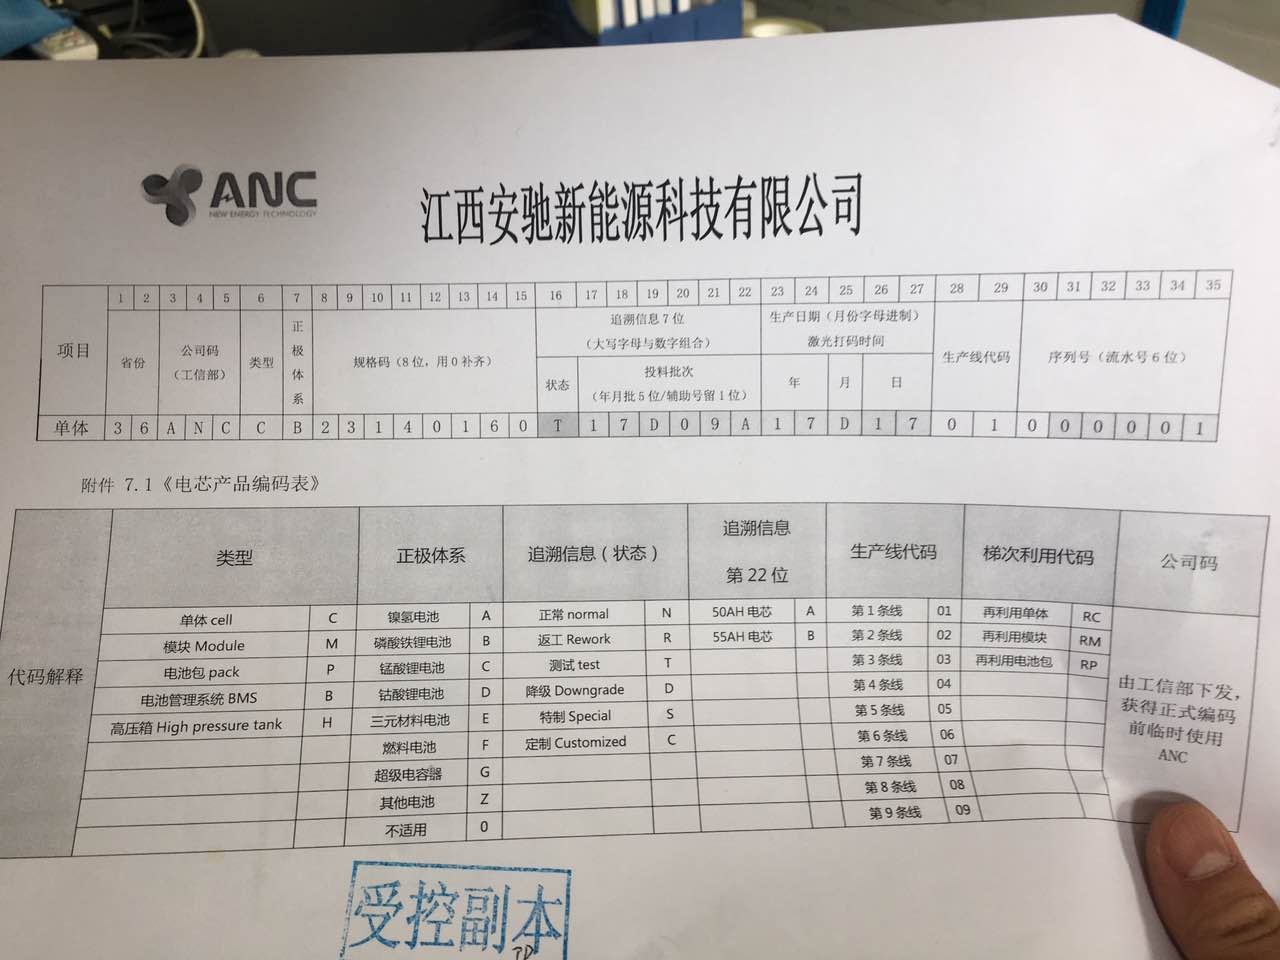 ANC
NEW ENERGY TECHNOLOGY
江西安驰新能源科技有限公司
项目 1 2 3 4 5 6 7 8 9 10 11 12 13 14 15 16 17 18 19 20 21 22 23 24 25 26 27 28 29 30 31 32 33 34 35
省份 公司码（工信部） 类型 正极体系 规格码（8位，用0补齐） 追溯信息7位（大写字母与数字组合） 生产日期（月份字母进制）激光打码时间 生产线代码 序列号（流水号6位）
状态 投料批次（年月批5位/辅助号留1位） 年 月 日
单体 3 6 A N C C B 2 3 1 4 0 1 6 0 T 1 7 D 0 9 A 1 7 D 1 7 0 1 0 0 0 0 0 1
附件 7.1《电芯产品编码表》
代码解释 类型 正极体系 追溯信息（状态） 追溯信息第22位 生产线代码 梯次利用代码 公司码
单体 cell C 镍氢电池 A 正常 normal N 50AH 电芯 A 第1条线 01 再利用单体 RC
模块 Module M 磷酸铁锂电池 B 返工 Rework R 55AH 电芯 B 第2条线 02 再利用模块 RM
电池包 pack P 锰酸锂电池 C 测试 test T 第3条线 03 再利用电池包 RP
电池管理系统 BMS B 钴酸锂电池 D 降级 Downgrade D 第4条线 04
高压箱 High pressure tank H 三元材料电池 E 特制 Special S 第5条线 05
燃料电池 F 定制 Customized C 第6条线 06
超级电容器 G 第7条线 07
其他电池 Z 第8条线 08
不适用 0 第9条线 09
由工信部下发，
获得正式编码
前临时使用
ANC
受控副本
TD